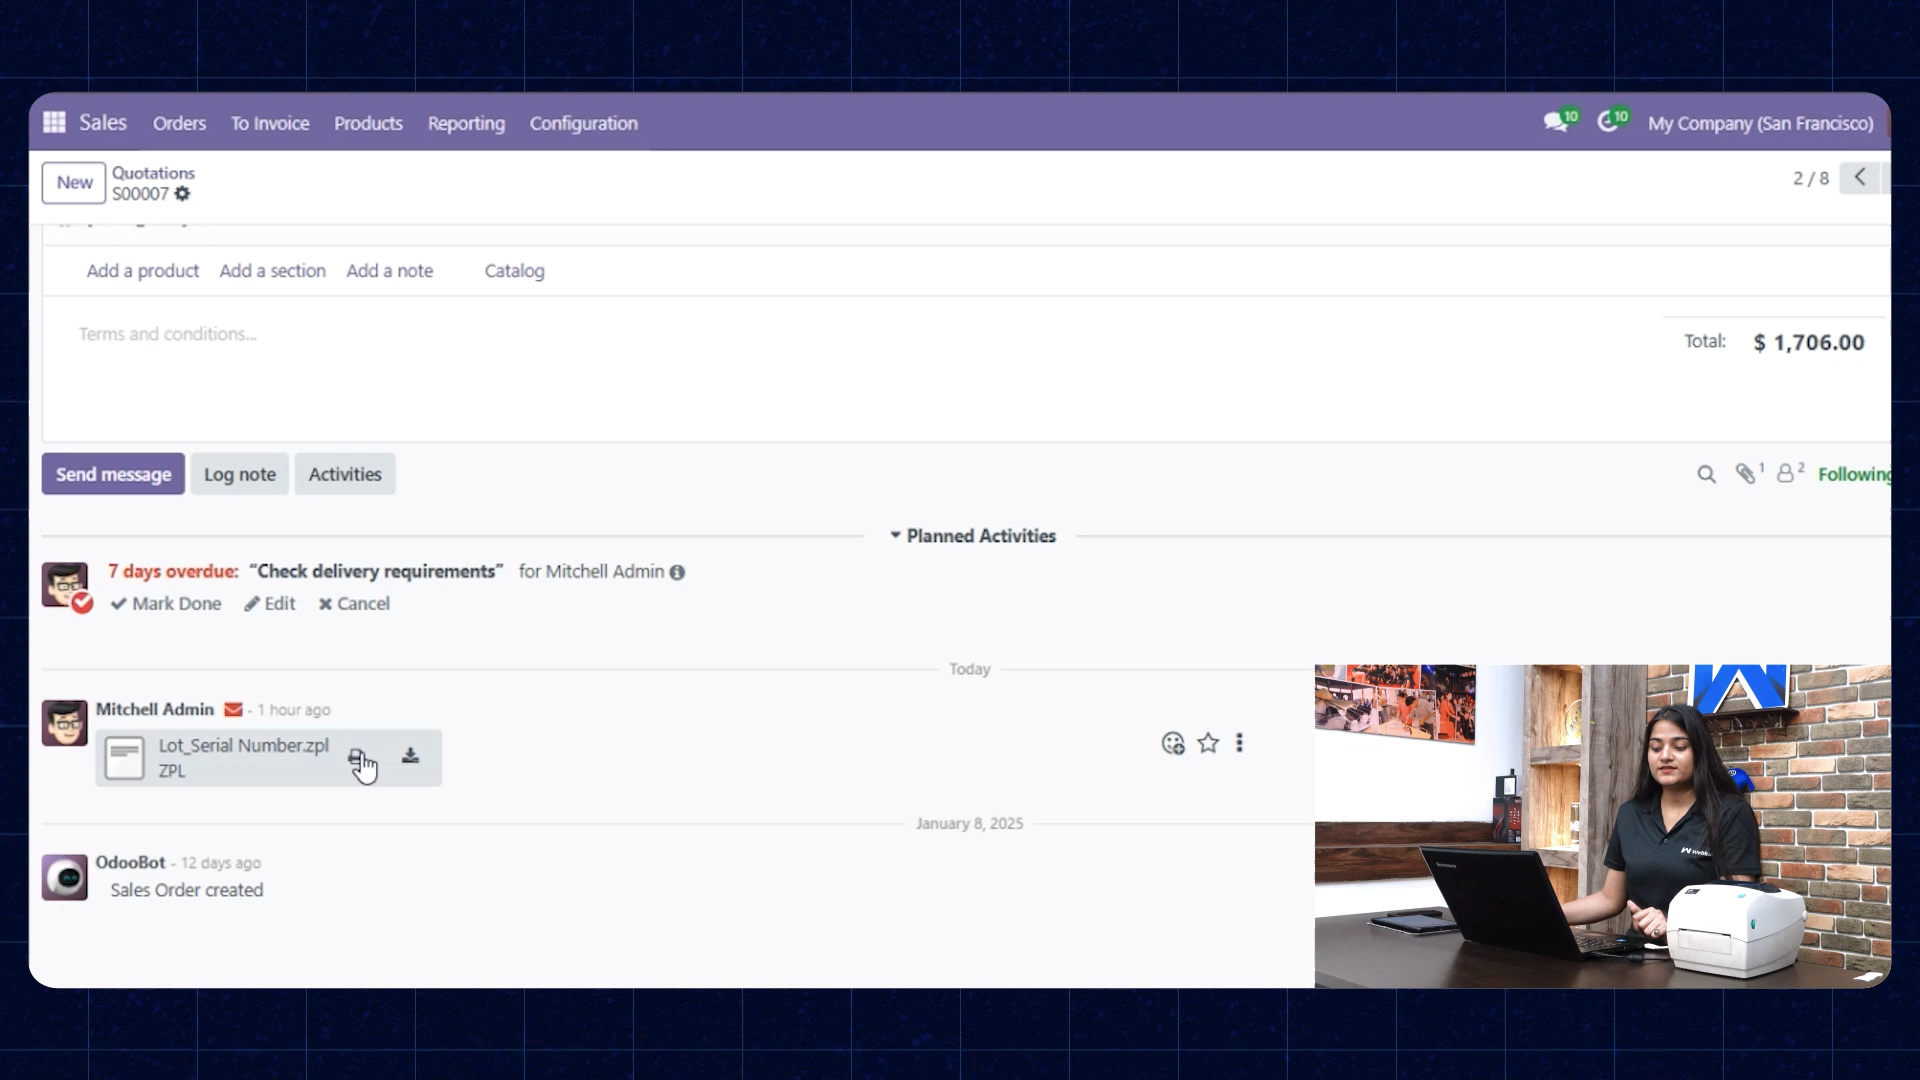 Sales Orders To Invoice Products Reporting Configuration 10 10 My Company (San Francisco)
New Quotations 2 / 8
S00007
Add a product Add a section Add a note Catalog
Terms and conditions...
Total: $ 1,706.00
Send message Log note Activities 1 2 Following
Planned Activities
7 days overdue: “Check delivery requirements” for Mitchell Admin
Mark Done Edit Cancel
Today
Mitchell Admin - 1 hour ago
Lot_Serial Number.zpl
ZPL
January 8, 2025
OdooBot - 12 days ago
Sales Order created
lenovo